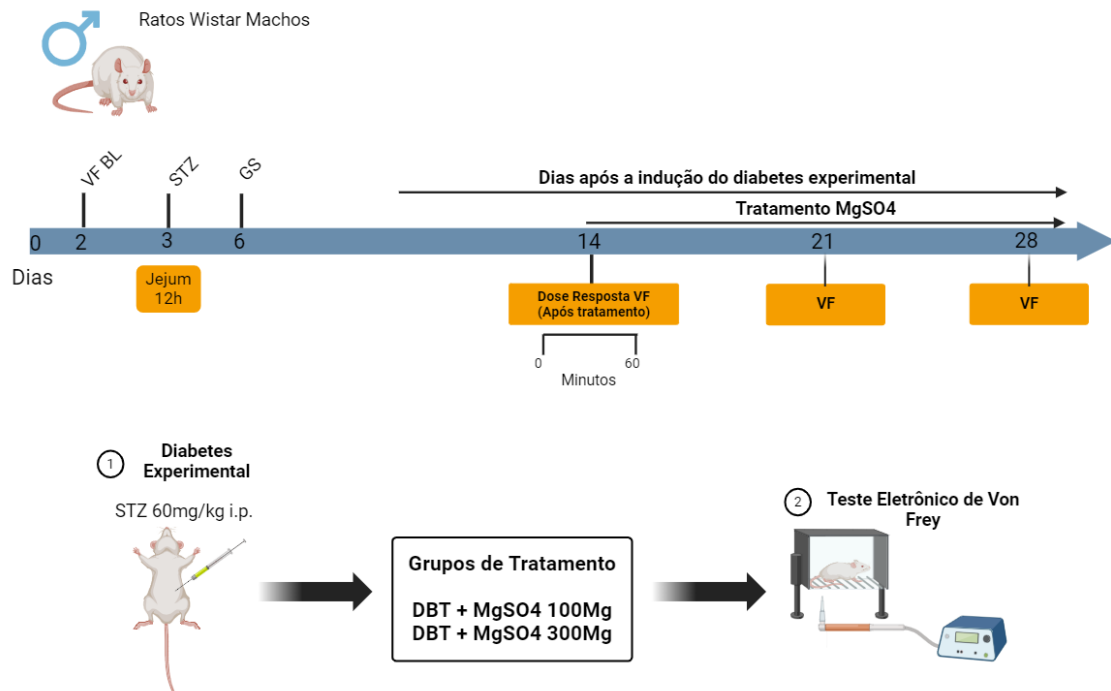 Ratos Wistar Machos
VF BL
STZ
GS
Dias após a indução do diabetes experimental
Tratamento MgSO4
0 2 3 6 14 21 28
Dias
Jejum
12h
Dose Resposta VF
(Após tratamento)
VF
VF
0 60
Minutos
1 Diabetes
Experimental
STZ 60mg/kg i.p.
Grupos de Tratamento
DBT + MgSO4 100Mg
DBT + MgSO4 300Mg
2 Teste Eletrônico de Von
Frey